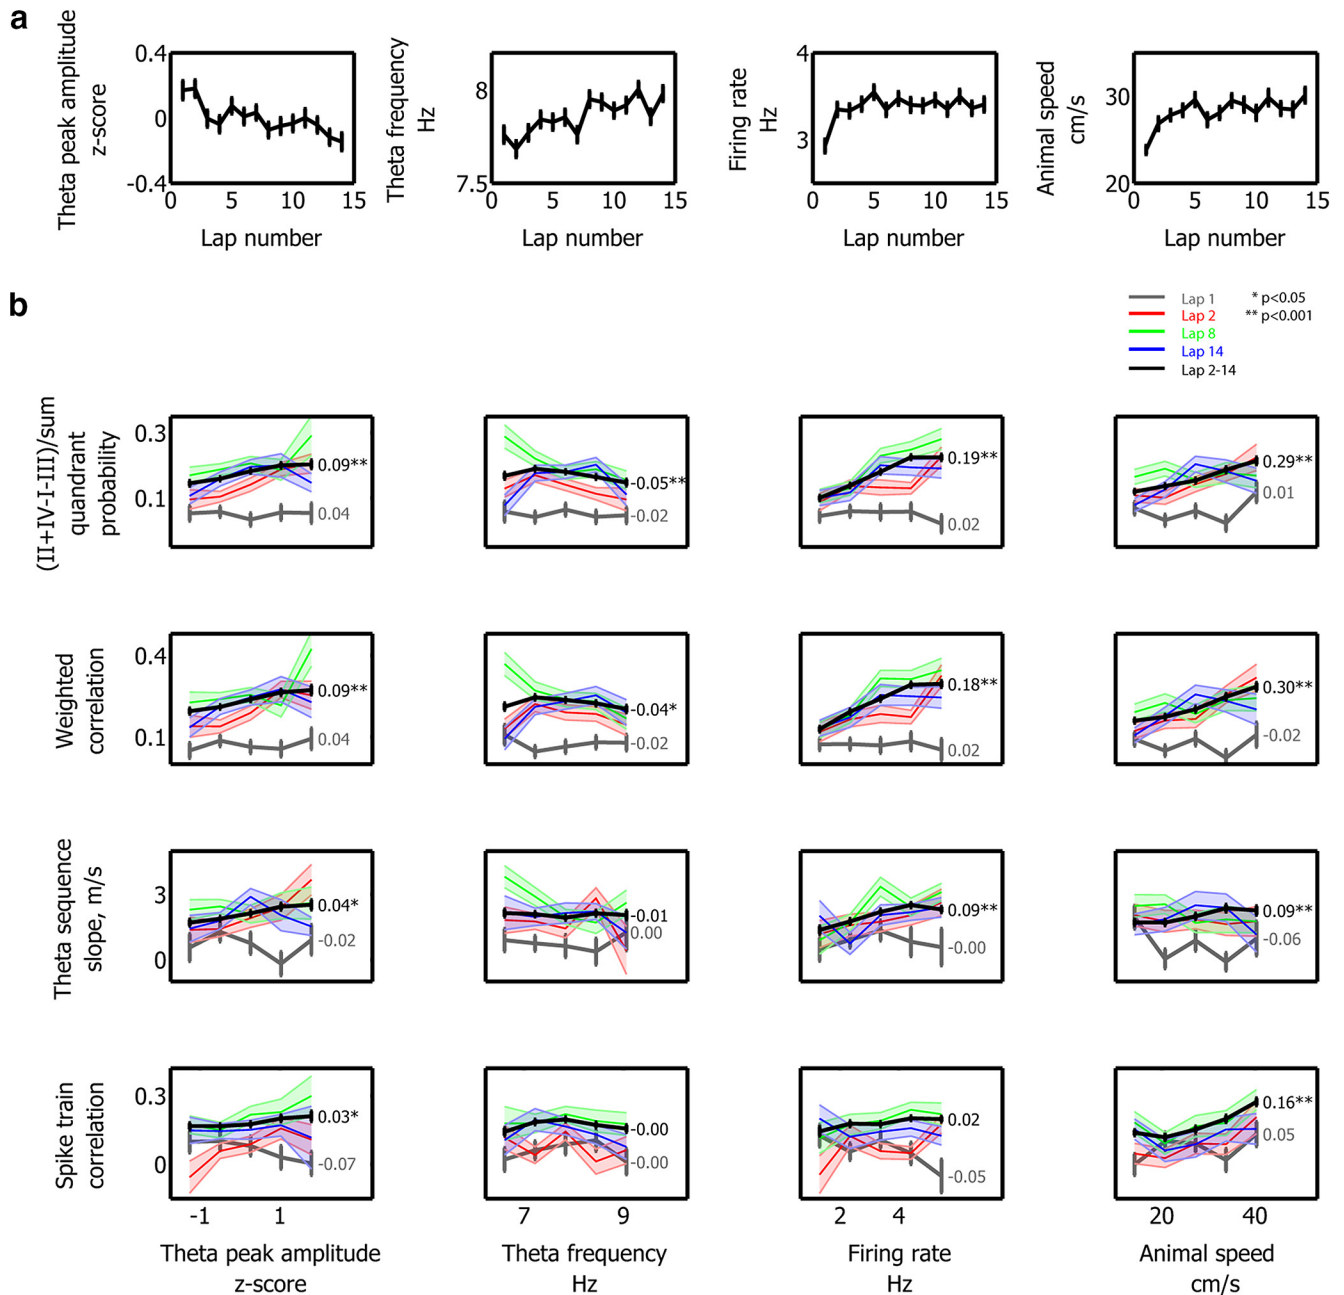 a
Theta peak amplitude
z-score
0.4
0
-0.4
0 5 10 15
Lap number
Theta frequency
Hz
8
7.5
0 5 10 15
Lap number
Firing rate
Hz
4
3
0 5 10 15
Lap number
Animal speed
cm/s
30
20
0 5 10 15
Lap number
b
Lap 1
Lap 2
Lap 8
Lap 14
Lap 2-14
* p<0.05
** p<0.001
(II+IV-I-III)/sum
quandrant
probability
0.3
0.1
0.09**
0.04
-0.05**
-0.02
0.19**
0.02
0.29**
0.01
Weighted
correlation
0.4
0.1
0.09**
0.04
-0.04*
-0.02
0.18**
0.02
0.30**
-0.02
Theta sequence
slope, m/s
3
0
0.04*
-0.02
-0.01
0.00
0.09**
-0.00
0.09**
-0.06
Spike train
correlation
0.3
0
0.03*
-0.07
-0.00
-0.00
0.02
-0.05
0.16**
0.05
-1 1
Theta peak amplitude
z-score
7 9
Theta frequency
Hz
2 4
Firing rate
Hz
20 40
Animal speed
cm/s